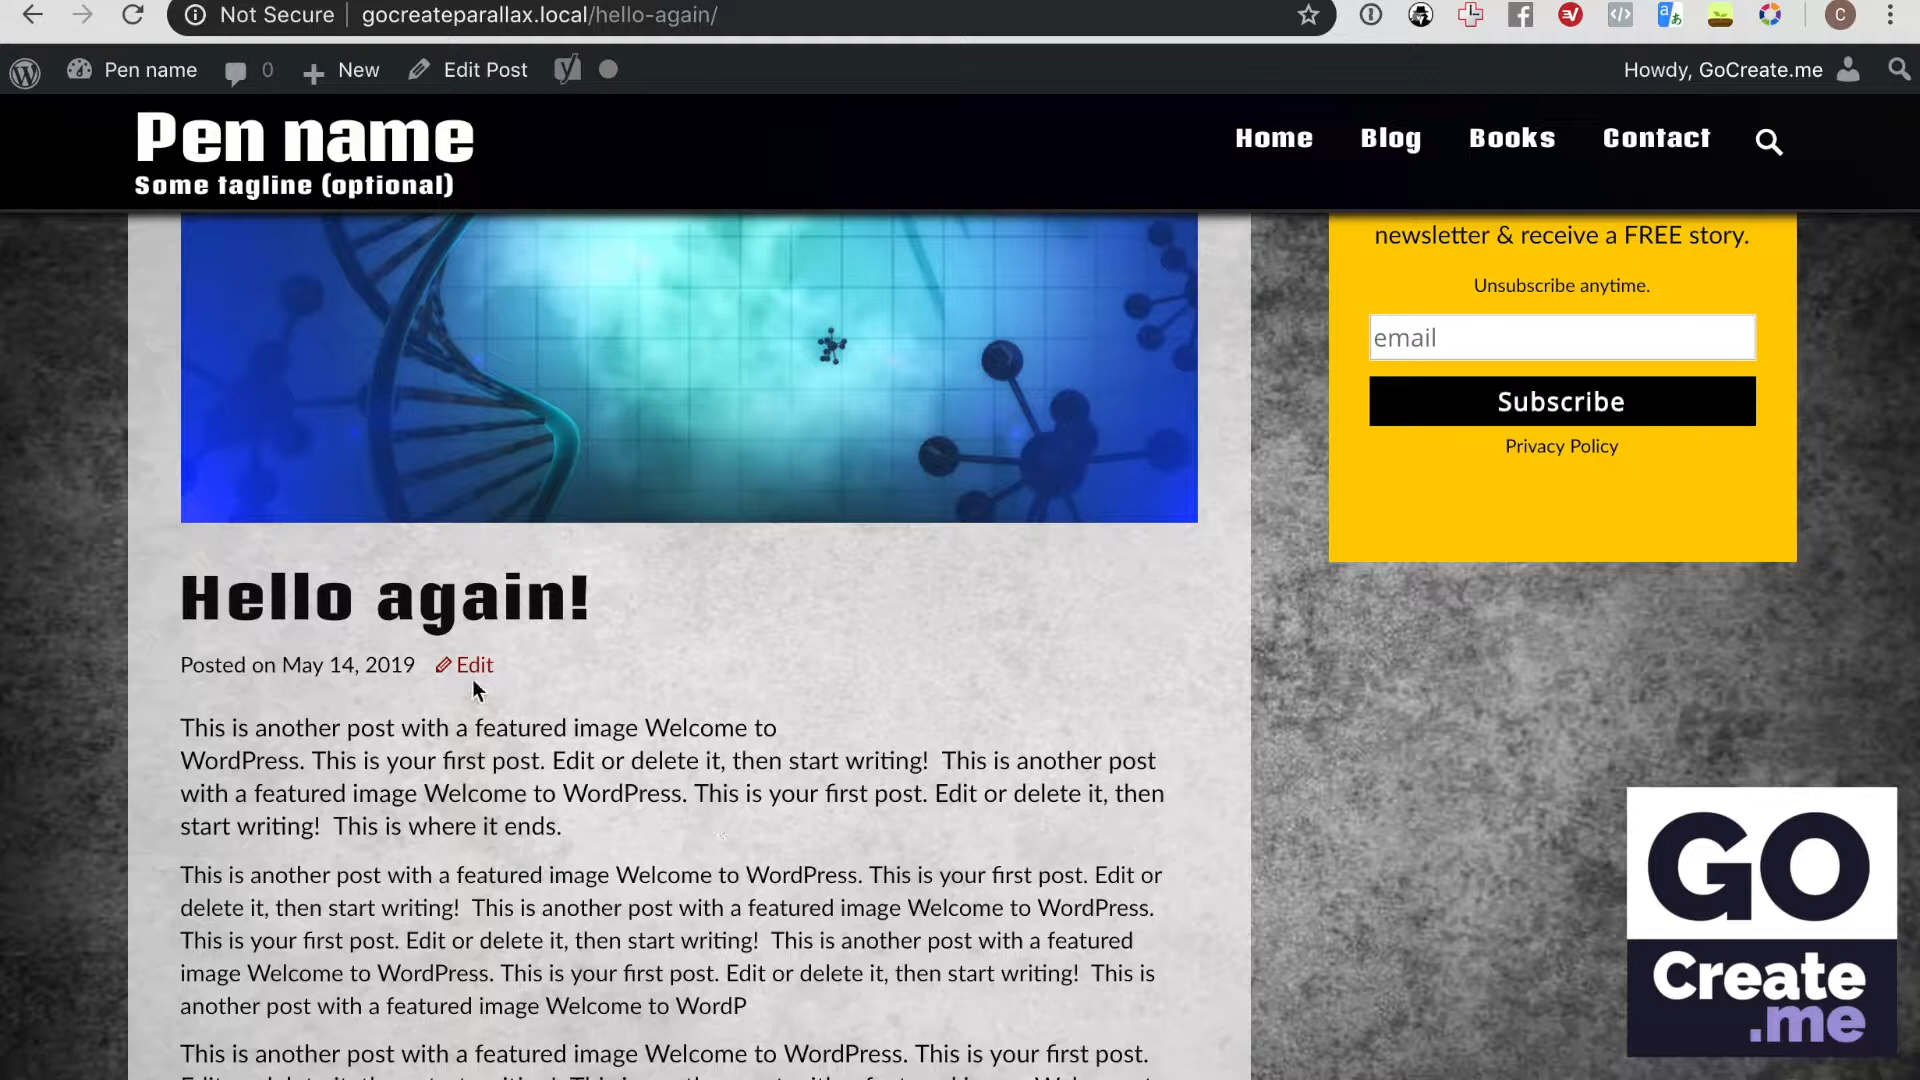 Not Secure
gocreateparallax.local/hello-again/
Pen name
0
New
Edit Post
Howdy, GoCreate.me
C
Pen name
Some tagline (optional)
Home
Blog
Books
Contact
newsletter & receive a FREE story.
Unsubscribe anytime.
email
Subscribe
Privacy Policy
Hello again!
Posted on May 14, 2019
Edit
This is another post with a featured image Welcome to
WordPress. This is your first post. Edit or delete it, then start writing!  This is another post
with a featured image Welcome to WordPress. This is your first post. Edit or delete it, then
start writing!  This is where it ends.
This is another post with a featured image Welcome to WordPress. This is your first post. Edit or
delete it, then start writing!  This is another post with a featured image Welcome to WordPress.
This is your first post. Edit or delete it, then start writing!  This is another post with a featured
image Welcome to WordPress. This is your first post. Edit or delete it, then start writing!  This is
another post with a featured image Welcome to WordP
This is another post with a featured image Welcome to WordPress. This is your first post.
GO
Create
.me